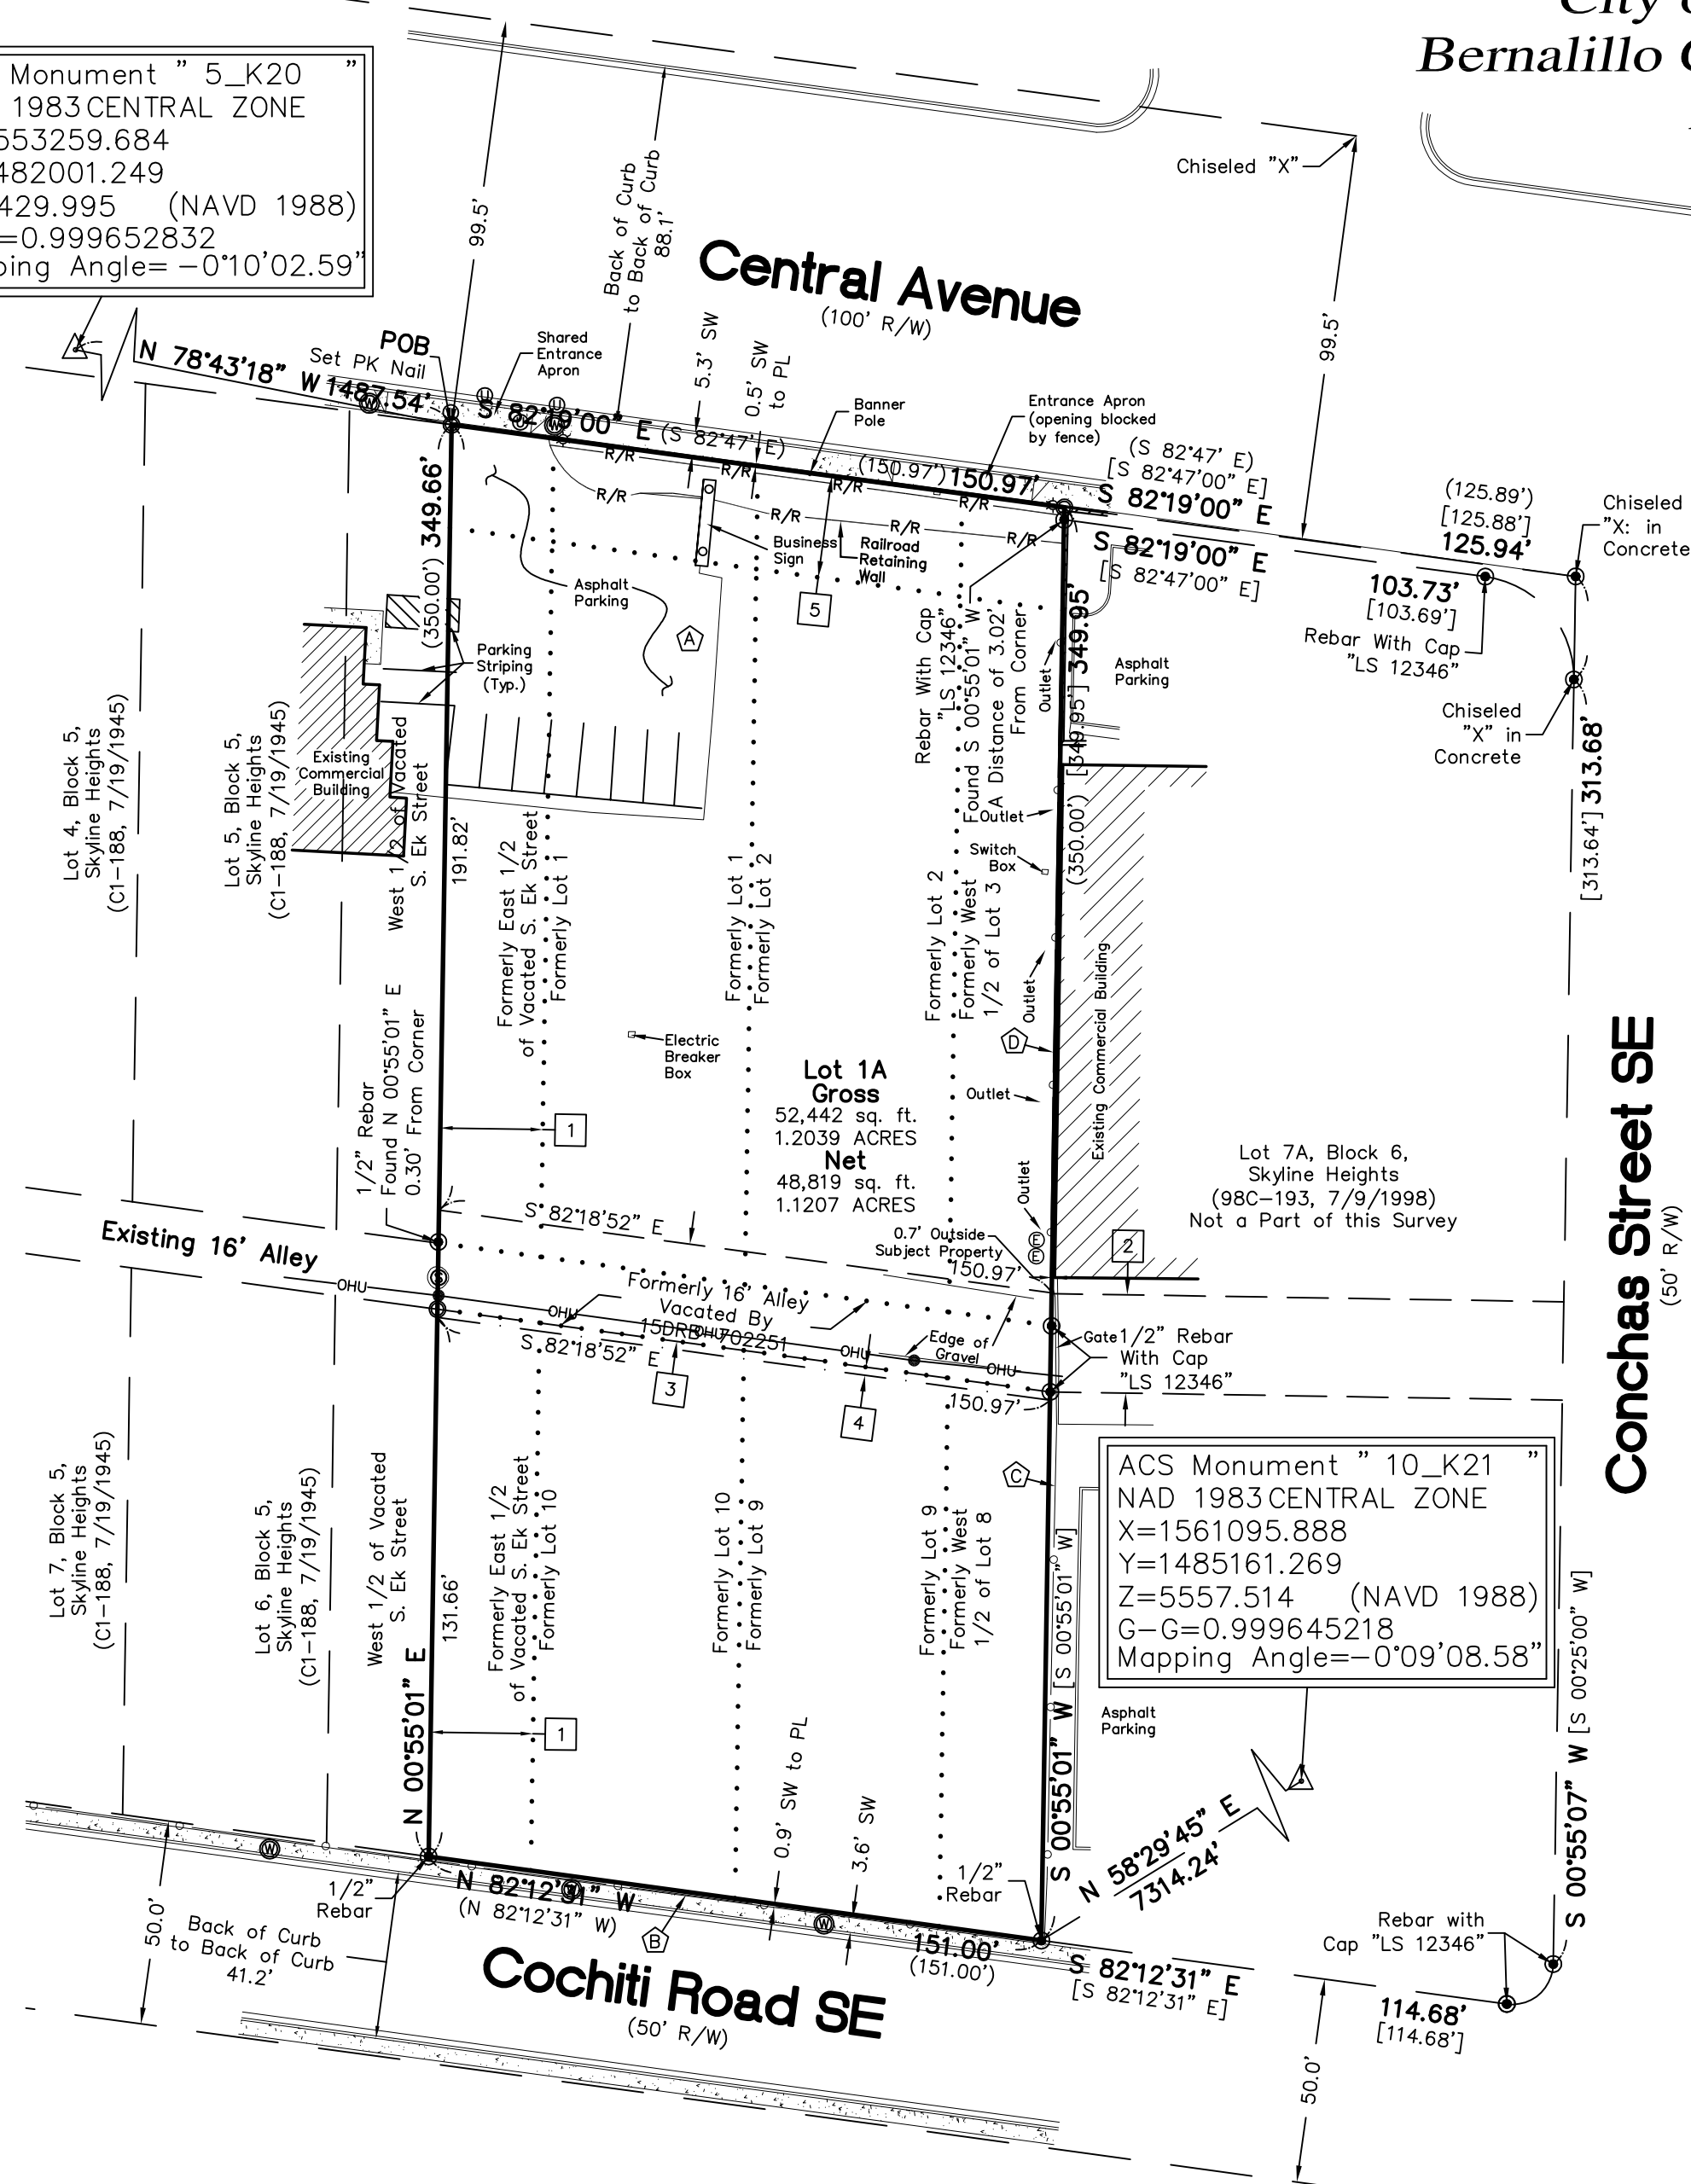 City
Bernalillo
Monument " 5_K20 "
1983 CENTRAL ZONE
553259.684
482001.249
429.995 (NAVD 1988)
=0.999652832
ping Angle= -0°10'02.59"
99.5'
Back of Curb
to Back of Curb
88.1'
Chiseled "X"
Central Avenue
(100' R/W)
99.5'
5.3' SW
0.5' SW
to PL
N 78°43'18" W 1487.54'
POB
Set PK Nail
Shared
Entrance
Apron
S 82°19'00" E (S 82°47' E)
Banner
Pole
Entrance Apron
(opening blocked
by fence)
(150.97') 150.97'
(S 82°47' E)
[S 82°47'00" E]
S 82°19'00" E
S 82°19'00" E
[S 82°47'00" E]
(125.89')
[125.88']
125.94'
Chiseled
"X: in
Concrete
103.73'
[103.69']
Rebar With Cap
"LS 12346"
Chiseled
"X" in
Concrete
R/R
R/R
R/R
R/R
R/R
R/R
R/R
R/R
Business
Sign
Railroad
Retaining
Wall
5
Asphalt
Parking
A
Parking
Striping
(Typ.)
(350.00') 349.66'
Rebar With Cap
"LS 12346"
Found S 00°55'01" W
A Distance of 3.02'
From Corner
Outlet
(350.00') [349.95'] 349.95'
Asphalt
Parking
[313.64'] 313.68'
Existing
Commercial
Building
Lot 4, Block 5,
Skyline Heights
(C1-188, 7/19/1945)
Lot 5, Block 5,
Skyline Heights
(C1-188, 7/19/1945)
West 1/2 of Vacated
S. Ek Street
191.82'
Formerly East 1/2
of Vacated S. Ek Street
Formerly Lot 1
Formerly Lot 1
Formerly Lot 2
Formerly Lot 2
Formerly West
1/2 of Lot 3
Outlet
Switch
Box
Outlet
Existing Commercial Building
D
Outlet
Electric
Breaker
Box
Lot 1A
Gross
52,442 sq. ft.
1.2039 ACRES
Net
48,819 sq. ft.
1.1207 ACRES
1/2" Rebar
Found N 00°55'01" E
0.30' From Corner
1
Outlet
Lot 7A, Block 6,
Skyline Heights
(98C-193, 7/9/1998)
Not a Part of this Survey
Conchas Street SE
(50' R/W)
Existing 16' Alley
S 82°18'52" E
0.7' Outside
Subject Property
150.97'
E
E
2
S
OHU
OHU
OHU
OHU
OHU
Formerly 16' Alley
Vacated By
15DRB-702251
S 82°18'52" E
Edge of
Gravel
Gate
1/2" Rebar
With Cap
"LS 12346"
150.97'
3
4
C
ACS Monument " 10_K21 "
NAD 1983 CENTRAL ZONE
X=1561095.888
Y=1485161.269
Z=5557.514 (NAVD 1988)
G-G=0.999645218
Mapping Angle=-0°09'08.58"
Lot 7, Block 5,
Skyline Heights
(C1-188, 7/19/1945)
Lot 6, Block 5,
Skyline Heights
(C1-188, 7/19/1945)
West 1/2 of Vacated
S. Ek Street
N 00°55'01" E
131.66'
Formerly East 1/2
of Vacated S. Ek Street
Formerly Lot 10
Formerly Lot 10
Formerly Lot 9
Formerly Lot 9
Formerly West
1/2 of Lot 8
1
S 00°55'01" W [S 00°55'01" W]
Asphalt
Parking
S 00°55'07" W [S 00°25'00" W]
0.9' SW to PL
3.6' SW
N 58°29'45" E
7314.24'
W
W
W
W
W
U
U
U
1/2"
Rebar
N 82°12'31" W
(N 82°12'31" W)
B
1/2"
Rebar
151.00'
(151.00')
S 82°12'31" E
[S 82°12'31" E]
Rebar with
Cap "LS 12346"
114.68'
[114.68']
50.0'
Back of Curb
to Back of Curb
41.2'
Cochiti Road SE
(50' R/W)
50.0'